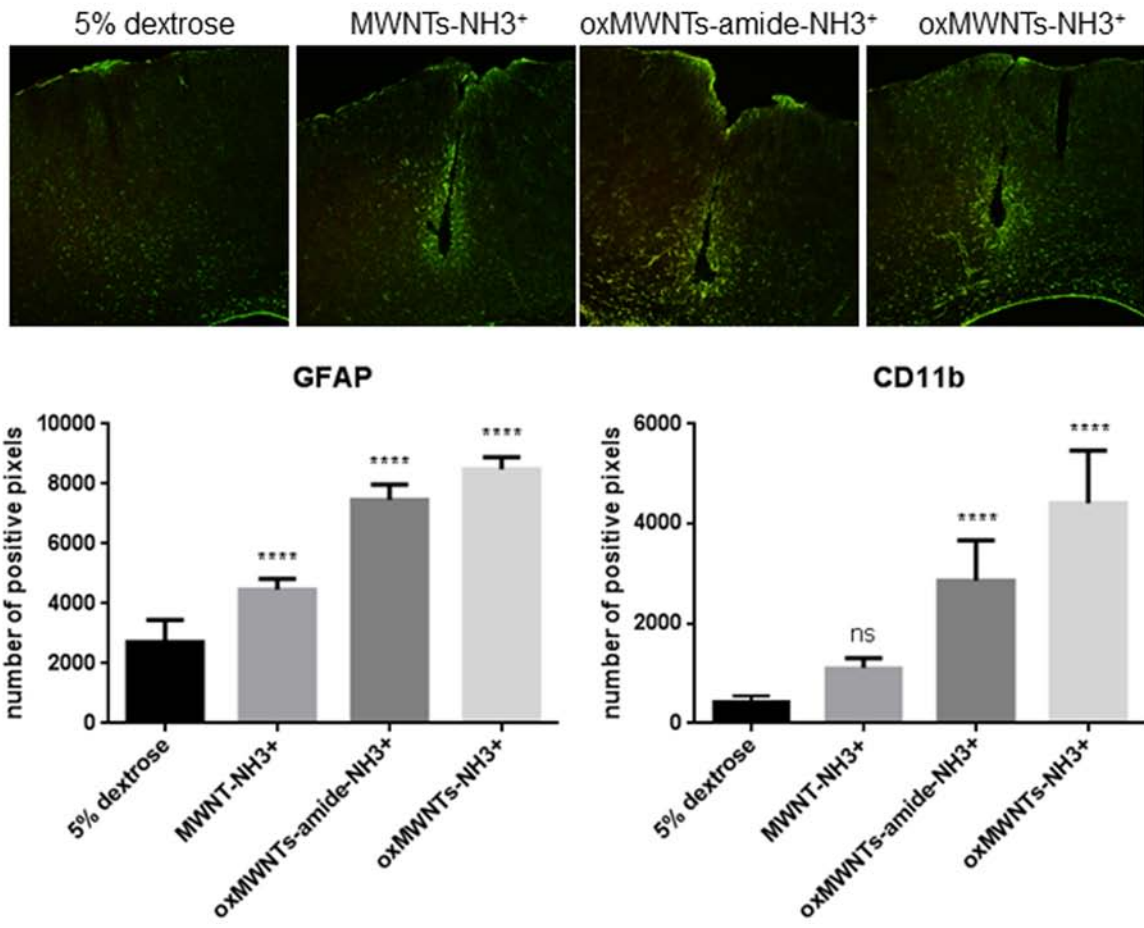 5% dextrose
MWNTs-NH3⁺
oxMWNTs-amide-NH3⁺
oxMWNTs-NH3⁺
GFAP
number of positive pixels
10000
8000
6000
4000
2000
0
****
****
****
5% dextrose
MWNT-NH3+
oxMWNTs-amide-NH3+
oxMWNTs-NH3+
CD11b
number of positive pixels
6000
4000
2000
0
ns
****
****
5% dextrose
MWNT-NH3+
oxMWNTs-amide-NH3+
oxMWNTs-NH3+